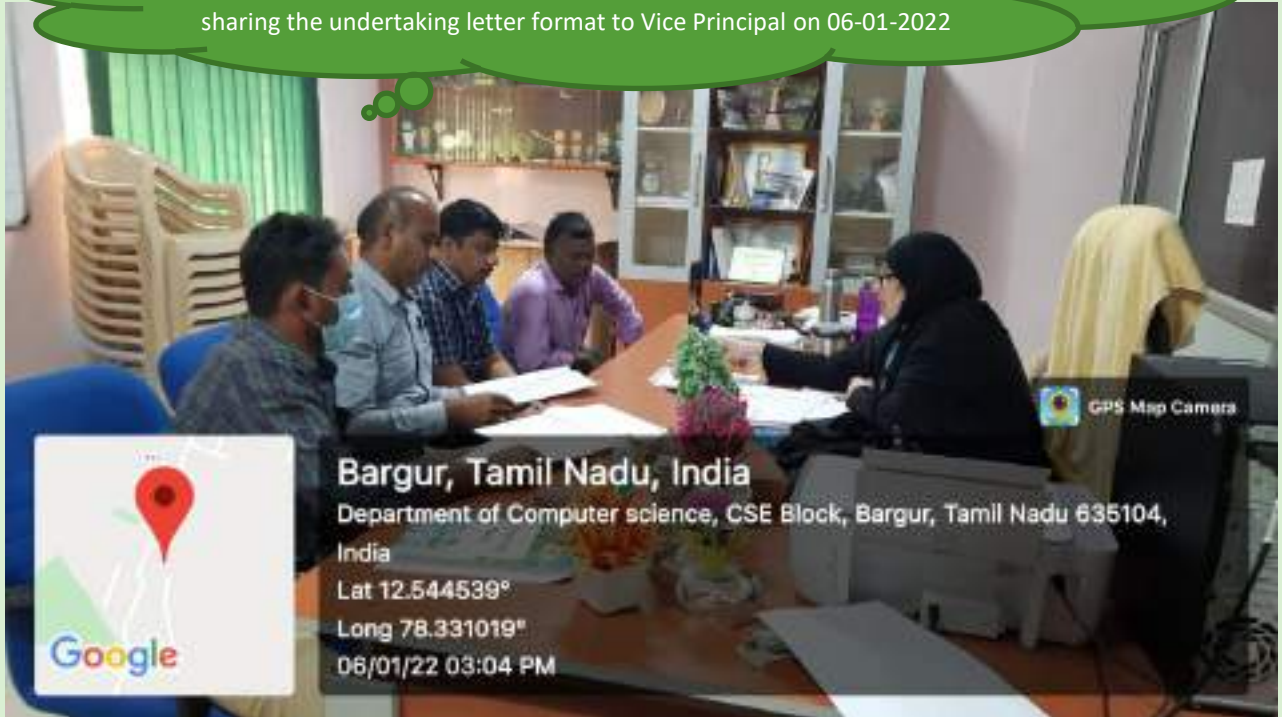 sharing the undertaking letter format to Vice Principal on 06-01-2022
GPS Map Camera
Bargur, Tamil Nadu, India
Department of Computer science, CSE Block, Bargur, Tamil Nadu 635104,
India
Lat 12.544539°
Long 78.331019°
06/01/22 03:04 PM
Google